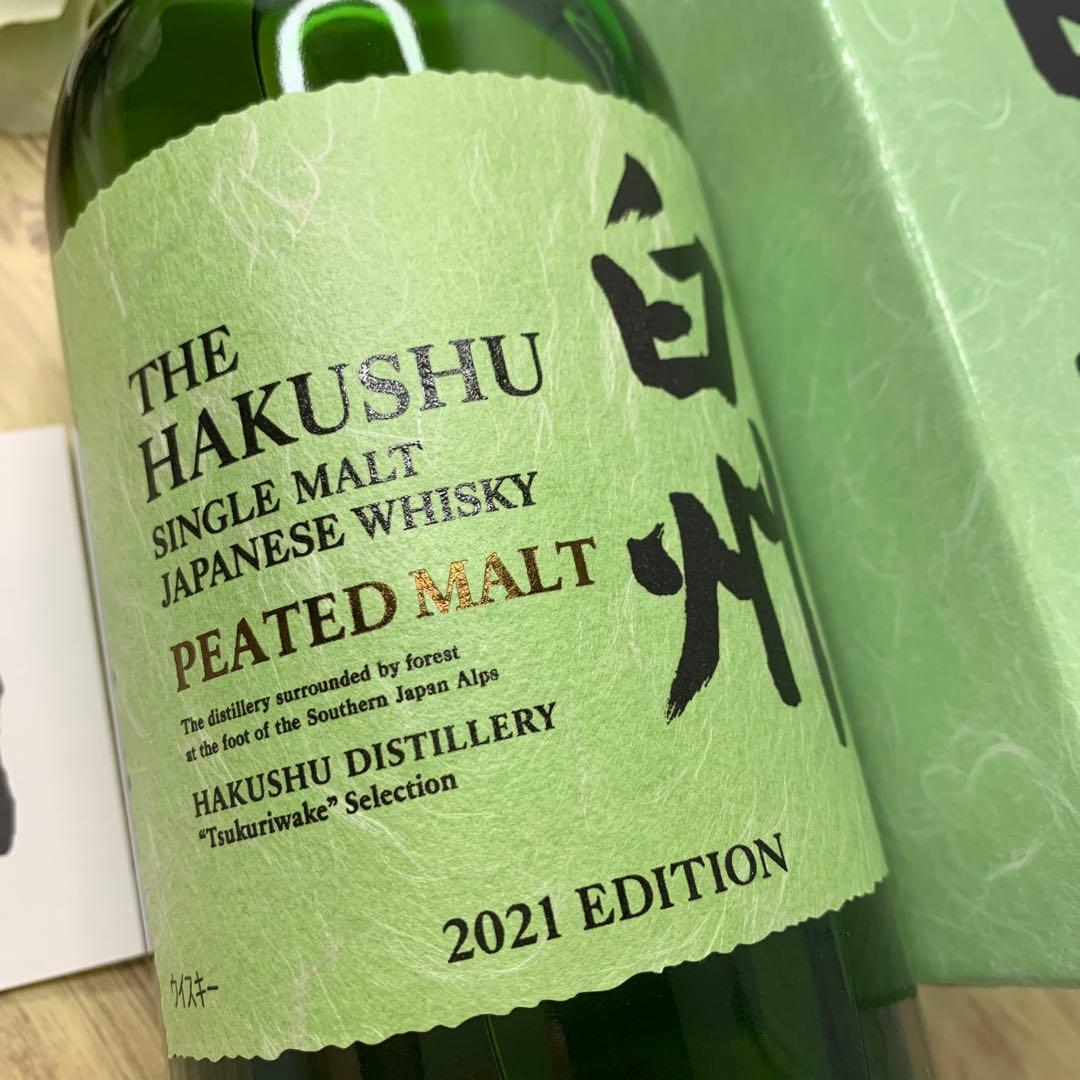 THE
HAKUSHU
SINGLE MALT
JAPANESE WHISKY
PEATED MALT
The distillery surrounded by forest
at the foot of the Southern Japan Alps
HAKUSHU DISTILLERY
“Tsukuriwake” Selection
2021 EDITION
ウイスキー
白州